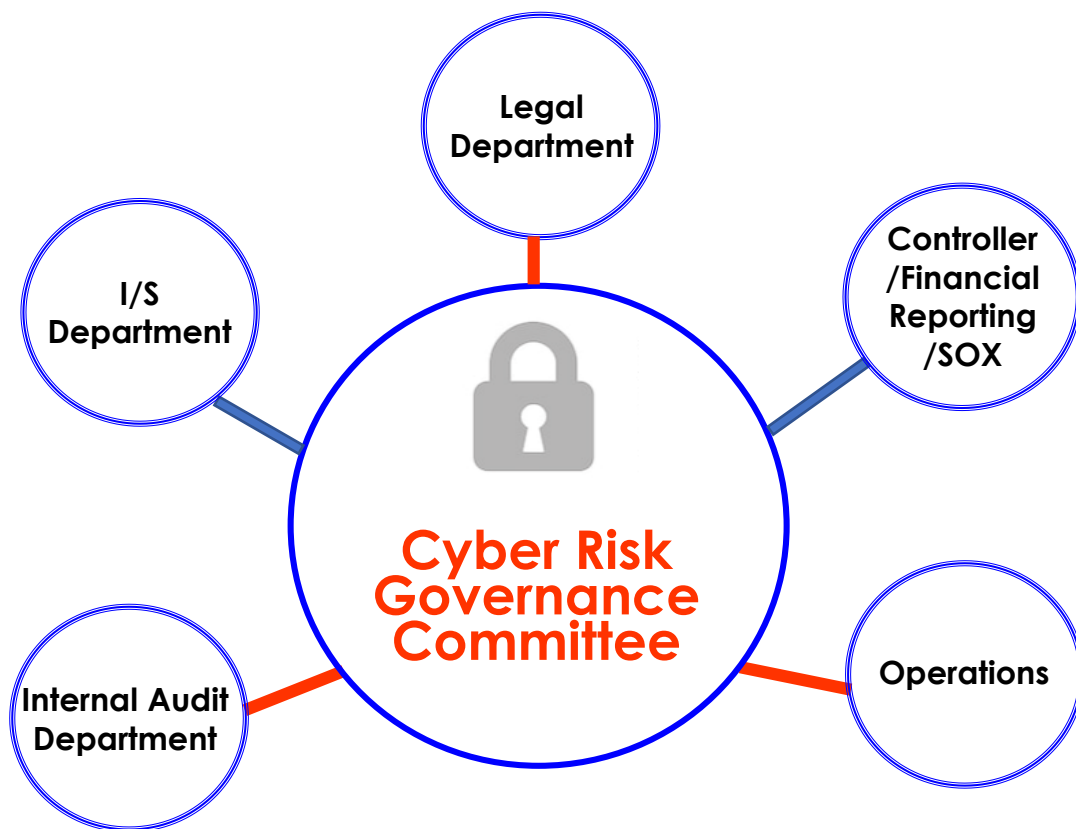 Legal
Department
Controller
/Financial
Reporting
/SOX
I/S
Department
Cyber Risk
Governance
Committee
Operations
Internal Audit
Department